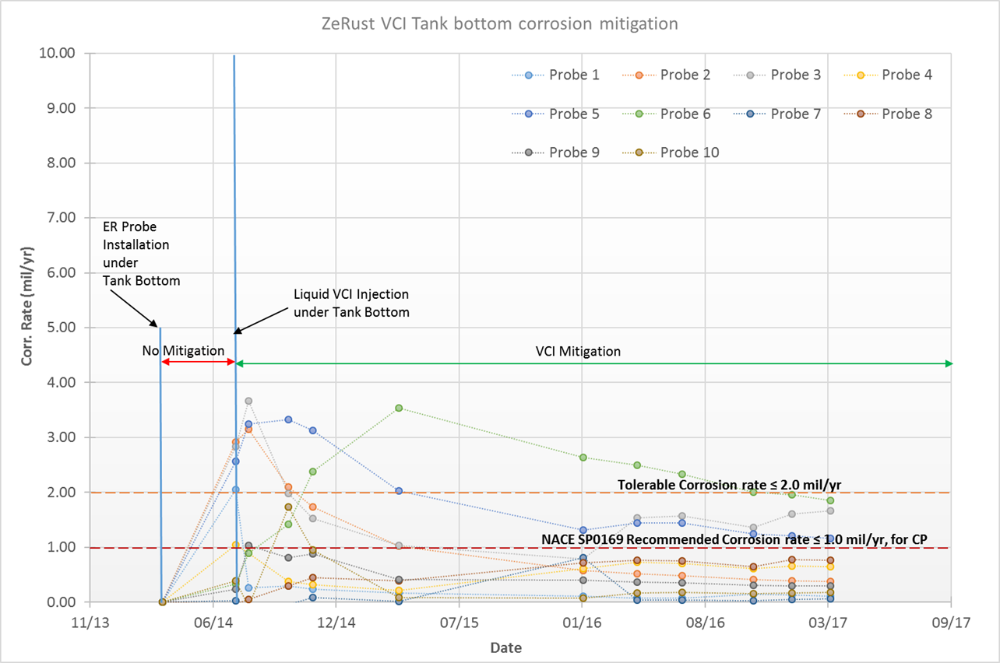 ZeRust VCI Tank bottom corrosion mitigation
10.00
9.00
8.00
7.00
6.00
5.00
4.00
3.00
2.00
1.00
0.00
Corr. Rate (mil/yr)
Probe 1 Probe 2 Probe 3 Probe 4
Probe 5 Probe 6 Probe 7 Probe 8
Probe 9 Probe 10
ER Probe
Installation
under
Tank Bottom
Liquid VCI Injection
under Tank Bottom
No Mitigation
VCI Mitigation
Tolerable Corrosion rate ≤ 2.0 mil/yr
NACE SP0169 Recommended Corrosion rate ≤ 1.0 mil/yr, for CP
11/13 06/14 12/14 07/15 01/16 08/16 03/17 09/17
Date